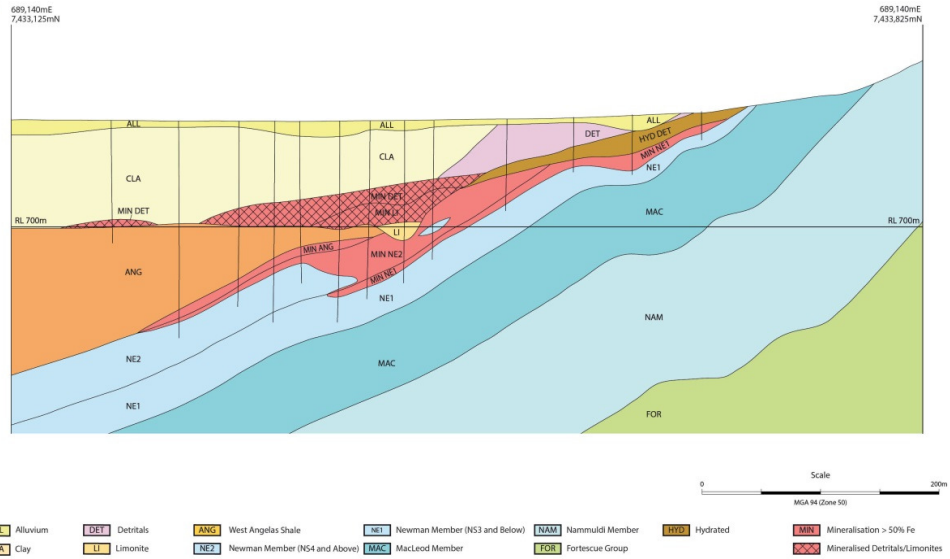 689,140mE
7,433,125mN
689,140mE
7,433,825mN
ALL
ALL
ALL
DET
HYD DET
MIN NE1
NE1
CLA
CLA
MIN DET
MIN DET
MIN LI
MAC
RL 700m
RL 700m
LI
MIN ANG
MIN NE2
ANG
MIN NE1
NE1
NAM
NE2
MAC
NE1
FOR
Scale
0 200m
MGA 94 (Zone 50)
L Alluvium DET Detritals ANG West Angelas Shale NE1 Newman Member (NS3 and Below) NAM Nammuldi Member HYD Hydrated MIN Mineralisation > 50% Fe
A Clay LI Limonite NE2 Newman Member (NS4 and Above) MAC MacLeod Member FOR Fortescue Group Mineralised Detritals/Limonites